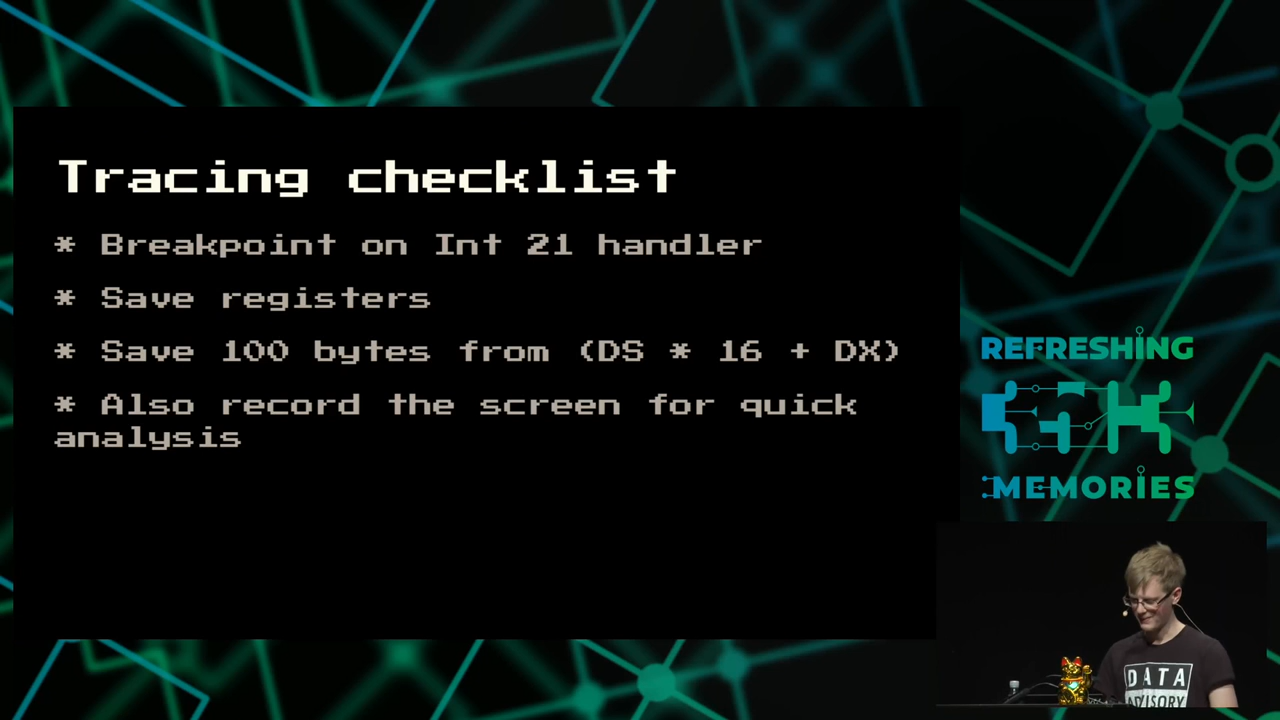 Tracing checklist
* Breakpoint on Int 21 handler
* Save registers
* Save 100 bytes from (DS * 16 + DX)
* Also record the screen for quick
analysis
REFRESHING
35C3
MEMORIES
DATA
ADVISORY